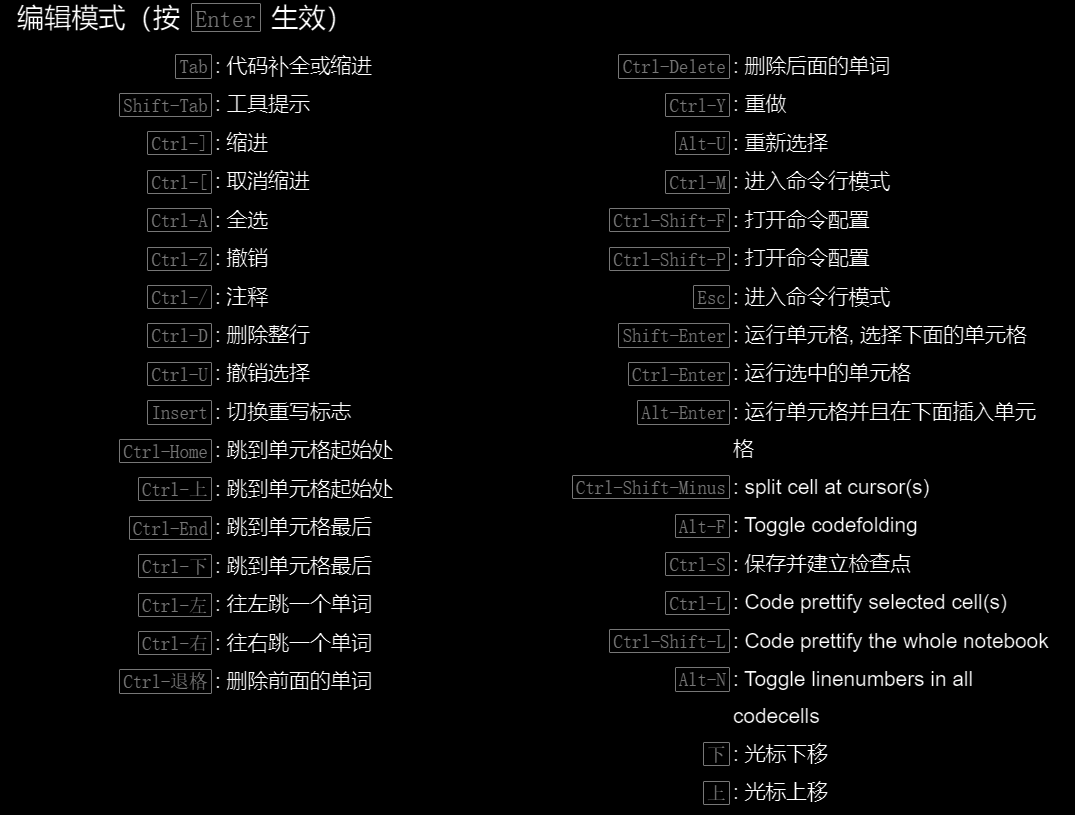 编辑模式（按 Enter 生效）
Tab : 代码补全或缩进
Shift-Tab : 工具提示
Ctrl-] : 缩进
Ctrl-[ : 取消缩进
Ctrl-A : 全选
Ctrl-Z : 撤销
Ctrl-/ : 注释
Ctrl-D : 删除整行
Ctrl-U : 撤销选择
Insert : 切换重写标志
Ctrl-Home : 跳到单元格起始处
Ctrl-上 : 跳到单元格起始处
Ctrl-End : 跳到单元格最后
Ctrl-下 : 跳到单元格最后
Ctrl-左 : 往左跳一个单词
Ctrl-右 : 往右跳一个单词
Ctrl-退格 : 删除前面的单词
Ctrl-Delete : 删除后面的单词
Ctrl-Y : 重做
Alt-U : 重新选择
Ctrl-M : 进入命令行模式
Ctrl-Shift-F : 打开命令配置
Ctrl-Shift-P : 打开命令配置
Esc : 进入命令行模式
Shift-Enter : 运行单元格, 选择下面的单元格
Ctrl-Enter : 运行选中的单元格
Alt-Enter : 运行单元格并且在下面插入单元
格
Ctrl-Shift-Minus : split cell at cursor(s)
Alt-F : Toggle codefolding
Ctrl-S : 保存并建立检查点
Ctrl-L : Code prettify selected cell(s)
Ctrl-Shift-L : Code prettify the whole notebook
Alt-N : Toggle linenumbers in all
codecells
下 : 光标下移
上 : 光标上移